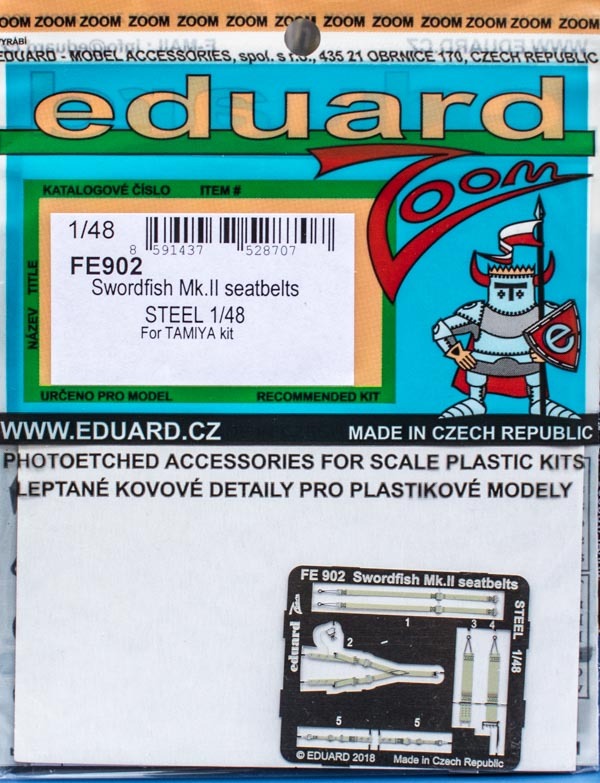 ZOOM ZOOM ZOOM ZOOM ZOOM ZOOM ZOOM ZOOM ZOOM ZOOM ZOOM
VYRÁBÍ
EDUARD - MODEL ACCESSORIES, spol. s r.o., 435 21 OBRNICE 170, CZECH REPUBLIC
eduard
Zoom
KATALOGOVÉ ČÍSLO ITEM #
NÁZEV TITLE
1/48
8 591437 528707
FE902
Swordfish Mk.II seatbelts
STEEL 1/48
For TAMIYA kit
e
URČENO PRO MODEL RECOMMENDED KIT
WWW.EDUARD.CZ MADE IN CZECH REPUBLIC
PHOTOETCHED ACCESSORIES FOR SCALE PLASTIC KITS
LEPTANÉ KOVOVÉ DETAILY PRO PLASTIKOVÉ MODELY
FE 902 Swordfish Mk.II seatbelts
STEEL 1/48
eduard
1
2
3 4
5 5
© EDUARD 2018 Made in Czech Republic